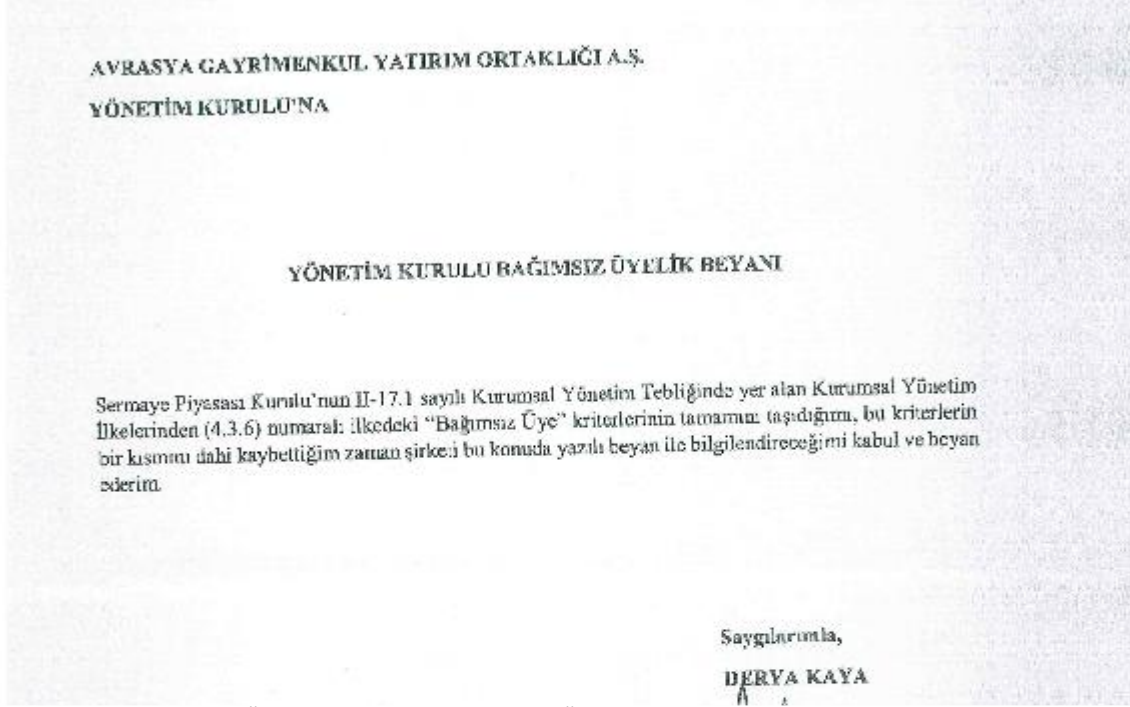 AVRASYA GAYRİMENKUL YATIRIM ORTAKLIĞI A.Ş.
YÖNETİM KURULU'NA
YÖNETİM KURULU BAĞIMSIZ ÜYELİK BEYANI
Sermaye Piyasası Kurulu'nun II-17.1 sayılı Kurumsal Yönetim Tebliğinde yer alan Kurumsal Yönetim
İlkelerinden (4.3.6) numaralı ilkedeki “Bağımsız Üye” kriterlerinin tamamını taşıdığımı, bu kriterlerin
bir kısmını dahi kaybettiğim zaman şirketi bu konuda yazılı beyan ile bilgilendireceğimi kabul ve beyan
ederim
Saygılarımla,
DERYA KAYA